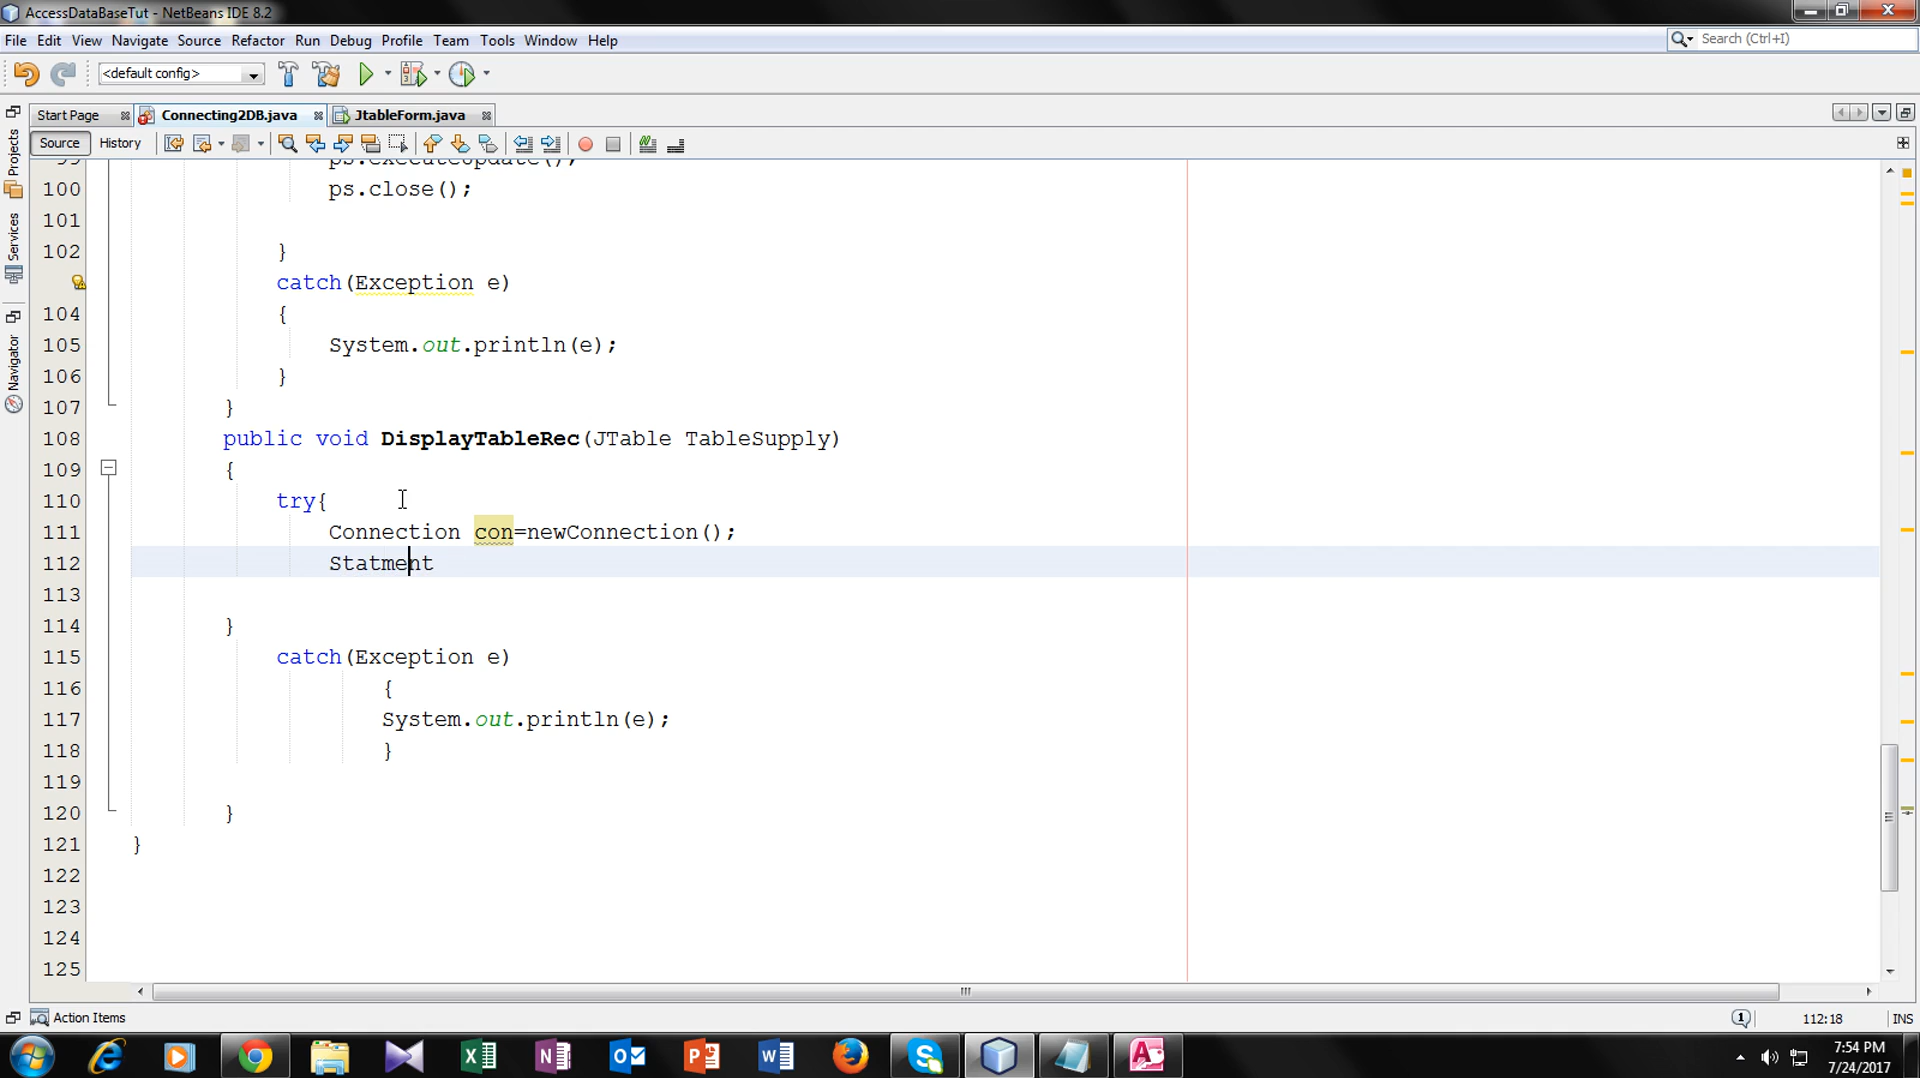 AccessDataBaseTut - NetBeans IDE 8.2
File Edit View Navigate Source Refactor Run Debug Profile Team Tools Window Help
Search (Ctrl+I)
<default config>
Start Page Connecting2DB.java JtableForm.java
Source History
Projects
Services
Navigator
99 ps.executeUpdate();
100 ps.close();
101
102 }
catch(Exception e)
104 {
105 System.out.println(e);
106 }
107 }
108 public void DisplayTableRec(JTable TableSupply)
109 {
110 try{
111 Connection con=newConnection();
112 Statment
113
114 }
115 catch(Exception e)
116 {
117 System.out.println(e);
118 }
119
120 }
121 }
122
123
124
125
Action Items
1
112:18
INS
7:54 PM
7/24/2017